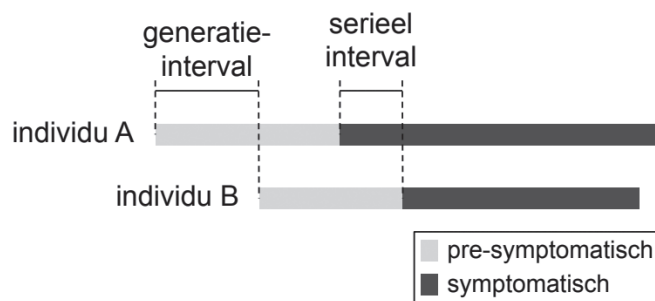 generatie-
interval
serieel
interval
individu A
individu B
pre-symptomatisch
symptomatisch